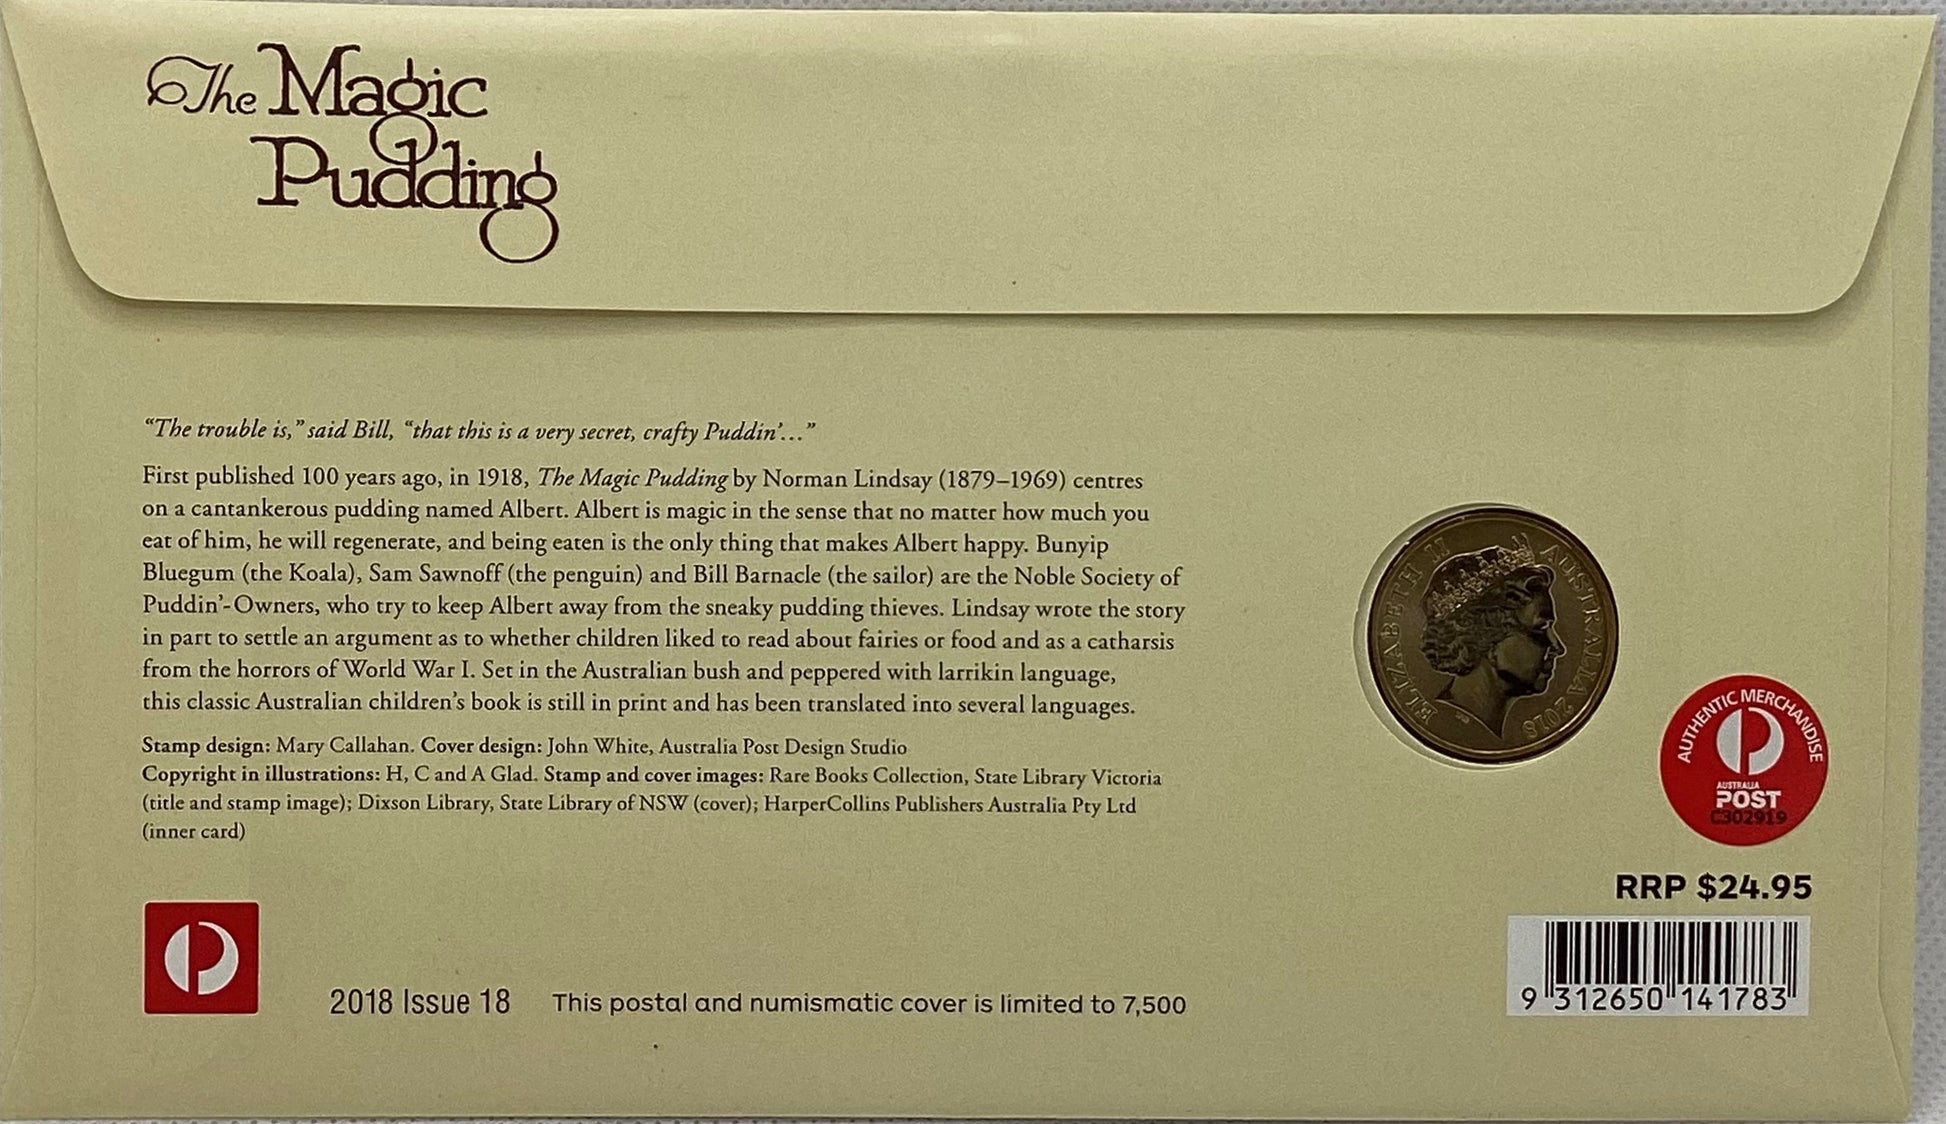 The Magic
Pudding
“The trouble is,” said Bill, “that this is a very secret, crafty Puddin’...”
First published 100 years ago, in 1918, The Magic Pudding by Norman Lindsay (1879–1969) centres
on a cantankerous pudding named Albert. Albert is magic in the sense that no matter how much you
eat of him, he will regenerate, and being eaten is the only thing that makes Albert happy. Bunyip
Bluegum (the Koala), Sam Sawnoff (the penguin) and Bill Barnacle (the sailor) are the Noble Society of
Puddin’-Owners, who try to keep Albert away from the sneaky pudding thieves. Lindsay wrote the story
in part to settle an argument as to whether children liked to read about fairies or food and as a catharsis
from the horrors of World War I. Set in the Australian bush and peppered with larrikin language,
this classic Australian children’s book is still in print and has been translated into several languages.
Stamp design: Mary Callahan. Cover design: John White, Australia Post Design Studio
Copyright in illustrations: H, C and A Glad. Stamp and cover images: Rare Books Collection, State Library Victoria
(title and stamp image); Dixson Library, State Library of NSW (cover); HarperCollins Publishers Australia Pty Ltd
(inner card)
ELIZABETH II AUSTRALIA 2018
AUTHENTIC MERCHANDISE
AUSTRALIA
POST
C302919
RRP $24.95
9 312650 141783
2018 Issue 18
This postal and numismatic cover is limited to 7,500